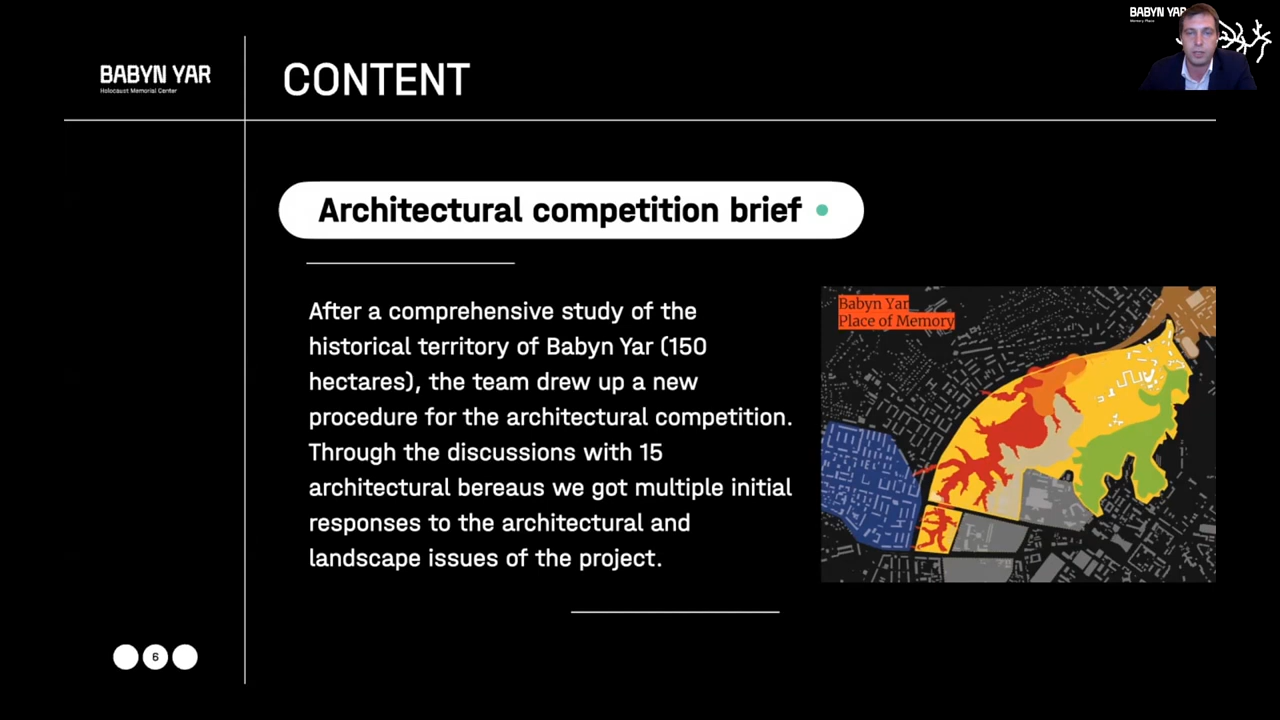 BABYN YAR
Memory Place
BABYN YAR
Holocaust Memorial Center
CONTENT
Architectural competition brief
After a comprehensive study of the
historical territory of Babyn Yar (150
hectares), the team drew up a new
procedure for the architectural competition.
Through the discussions with 15
architectural bereaus we got multiple initial
responses to the architectural and
landscape issues of the project.
Babyn Yar
Place of Memory
6